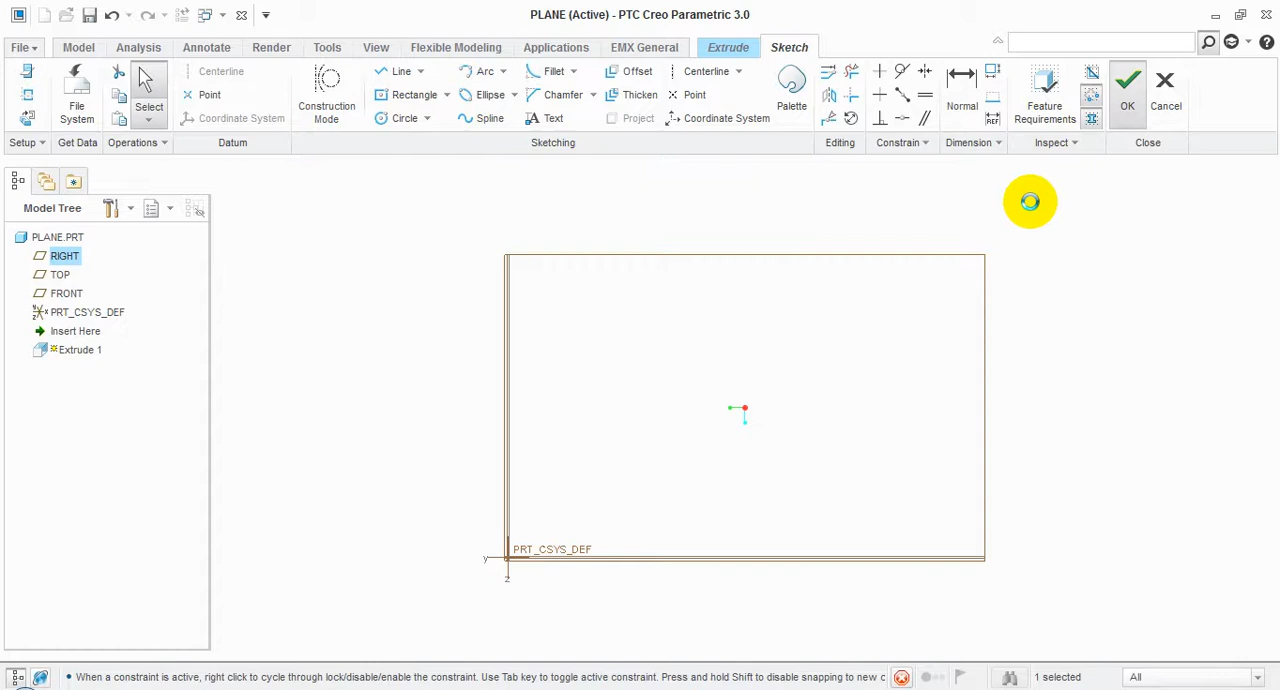 PLANE (Active) - PTC Creo Parametric 3.0
File Model Analysis Annotate Render Tools View Flexible Modeling Applications EMX General Extrude Sketch
File System
Select
Centerline
Point
Coordinate System
Construction Mode
Line Arc Fillet Offset Centerline
Rectangle Ellipse Chamfer Thicken Point
Circle Spline Text Project Coordinate System
Palette
Normal
REF
Feature Requirements
OK
Cancel
Setup Get Data Operations Datum Sketching Editing Constrain Dimension Inspect Close
Model Tree
PLANE.PRT
RIGHT
TOP
FRONT
PRT_CSYS_DEF
Insert Here
Extrude 1
PRT_CSYS_DEF
y
z
When a constraint is active, right click to cycle through lock/disable/enable the constraint. Use Tab key to toggle active constraint. Press and hold Shift to disable snapping to new c
1 selected
All